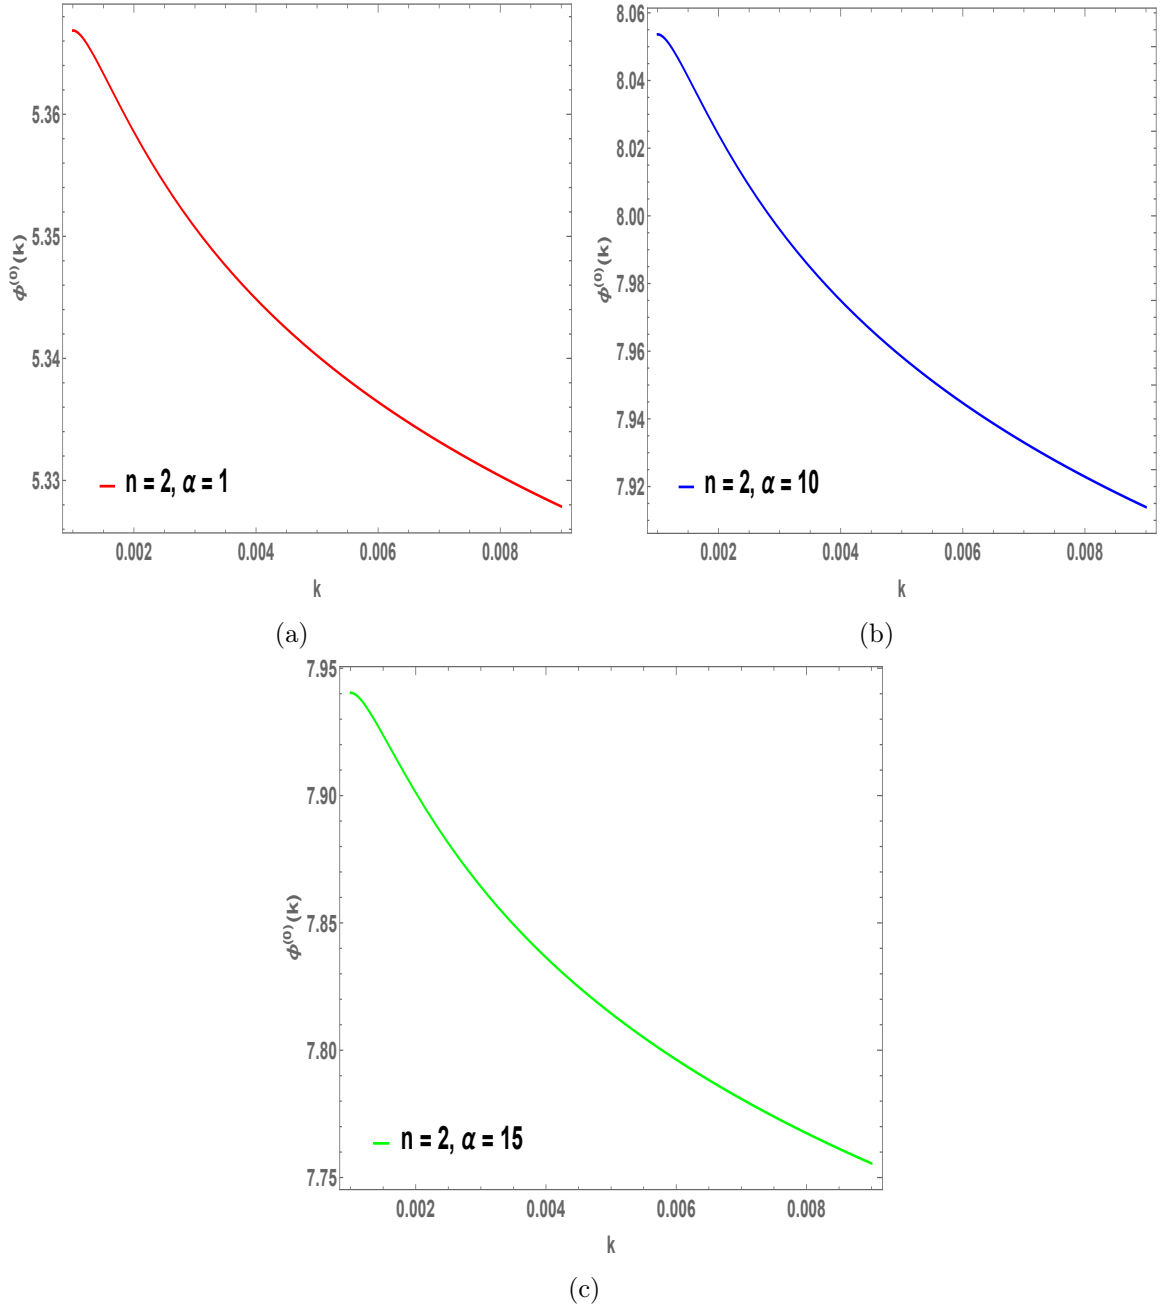 5.36
5.35
5.34
5.33
ϕ⁽⁰⁾(k)
n = 2, α = 1
0.002 0.004 0.006 0.008
k
(a)
8.06
8.04
8.02
8.00
7.98
7.96
7.94
7.92
ϕ⁽⁰⁾(k)
n = 2, α = 10
0.002 0.004 0.006 0.008
k
(b)
7.95
7.90
7.85
7.80
7.75
ϕ⁽⁰⁾(k)
n = 2, α = 15
0.002 0.004 0.006 0.008
k
(c)